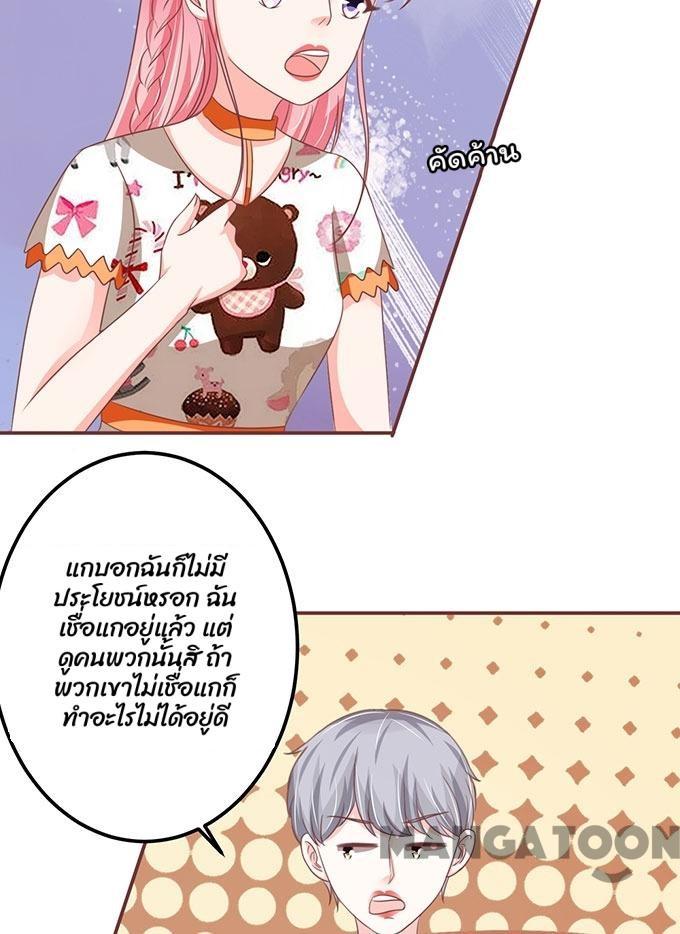 คัดค้าน
I'm
gry~
แกบอกฉันก็ไม่มี
ประโยชน์หรอก ฉัน
เชื่อแกอยู่แล้ว แต่
ดูคนพวกนั้นสิ ถ้า
พวกเขาไม่เชื่อแกก็
ทำอะไรไม่ได้อยู่ดี
MANGATOON